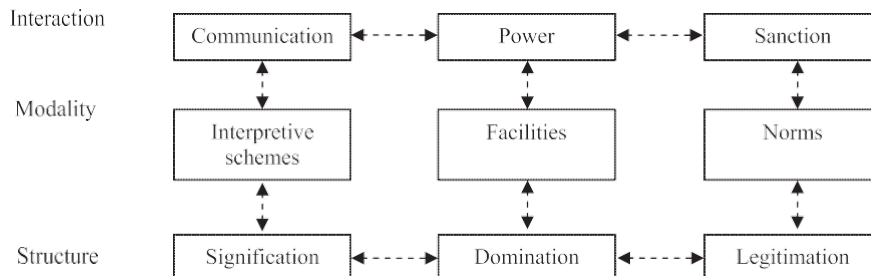 Interaction
Communication
Power
Sanction
Modality
Interpretive
schemes
Facilities
Norms
Structure
Signification
Domination
Legitimation